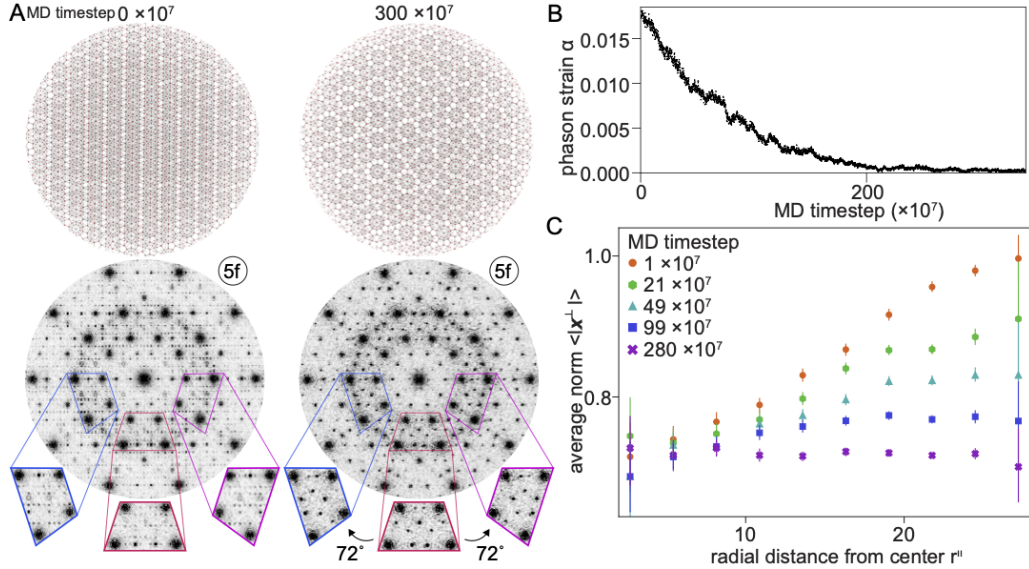 A MD timestep 0 ×10⁷
300 ×10⁷
5f
5f
72°
72°
B
phason strain α
0.015
0.010
0.005
0.000
0
200
MD timestep (×10⁷)
C
MD timestep
1 ×10⁷
21 ×10⁷
49 ×10⁷
99 ×10⁷
280 ×10⁷
average norm <|x⊥|>
1.0
0.8
10
20
radial distance from center r"